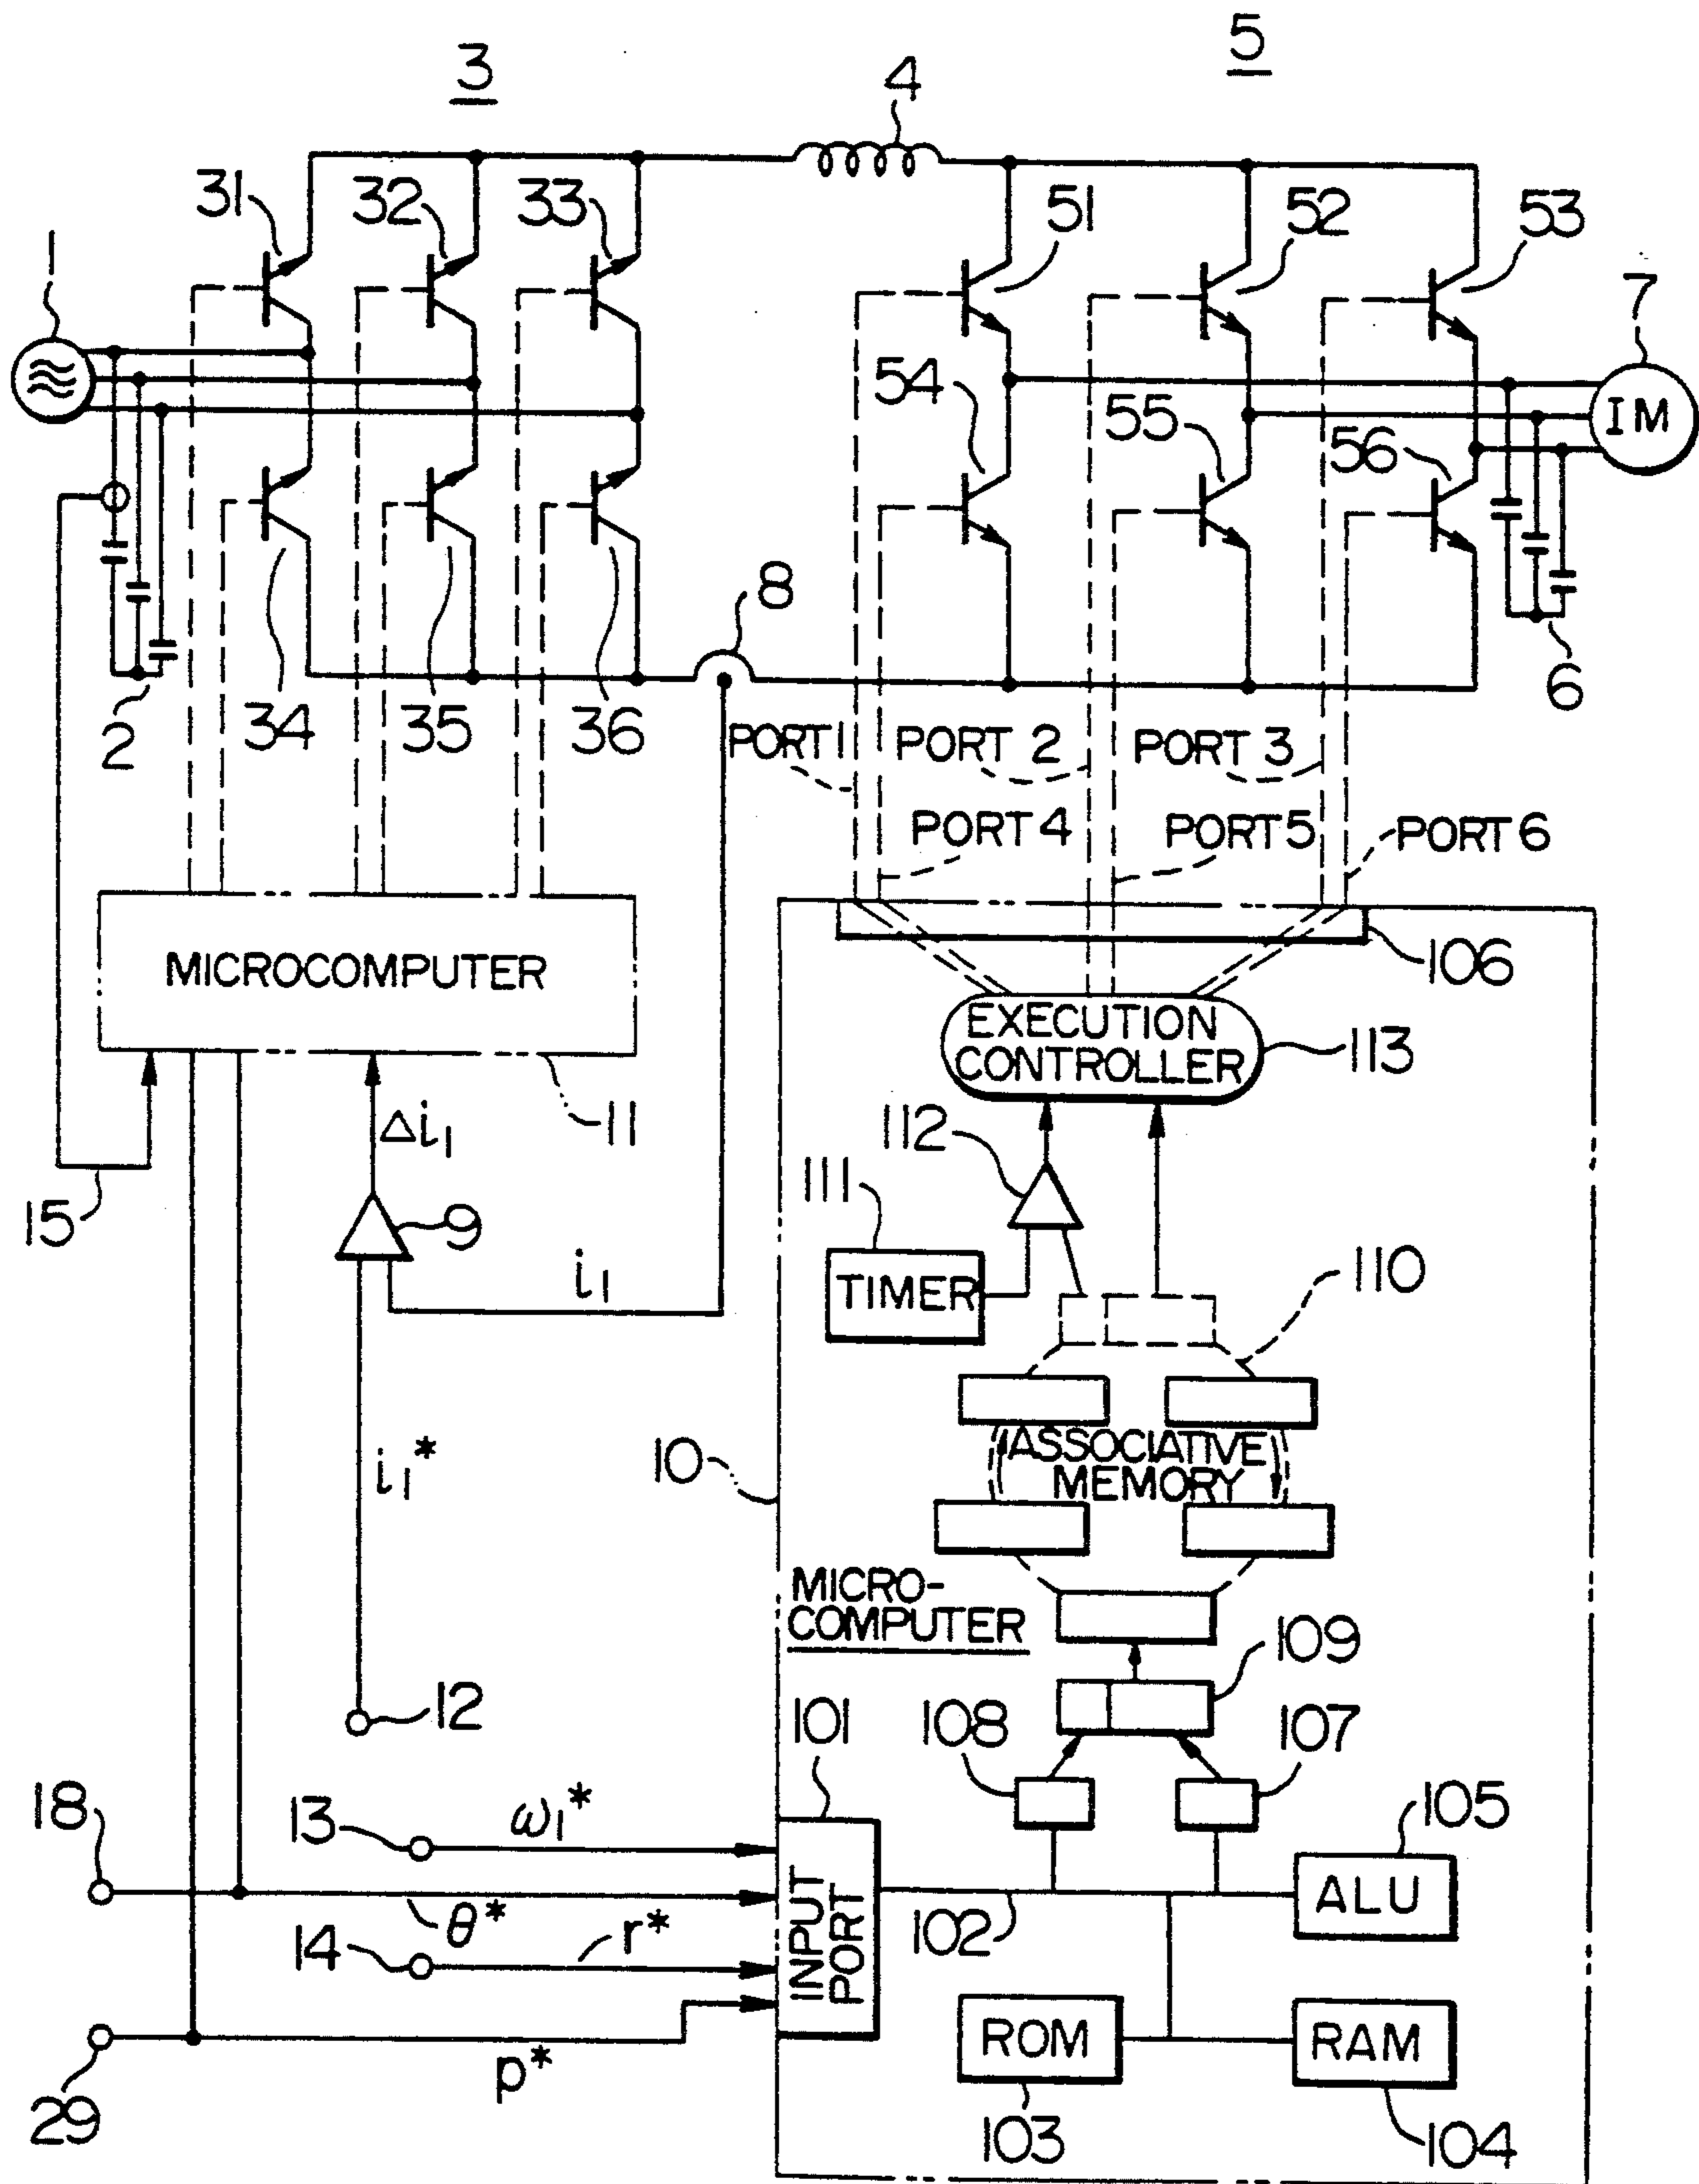 3
5
4
31
32
33
51
52
53
1
7
54
55
56
IM
8
2
34
35
36
6
PORT 1
PORT 2
PORT 3
PORT 4
PORT 5
PORT 6
MICROCOMPUTER
106
EXECUTION
CONTROLLER
113
11
Δi₁
112
15
9
111
i₁
TIMER
110
i₁*
10
ASSOCIATIVE
MEMORY
MICRO-
COMPUTER
109
12
101
108
107
18
13
ω₁*
105
INPUT
PORT
ALU
θ*
14
r*
102
ROM
RAM
29
p*
103
104